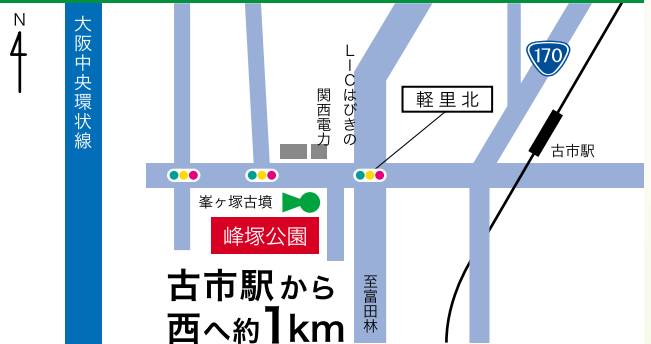 N
大阪中央環状線
関西電力
LICはびきの
軽里北
170
古市駅
峯ヶ塚古墳
峰塚公園
古市駅から
西へ約1km
至富田林